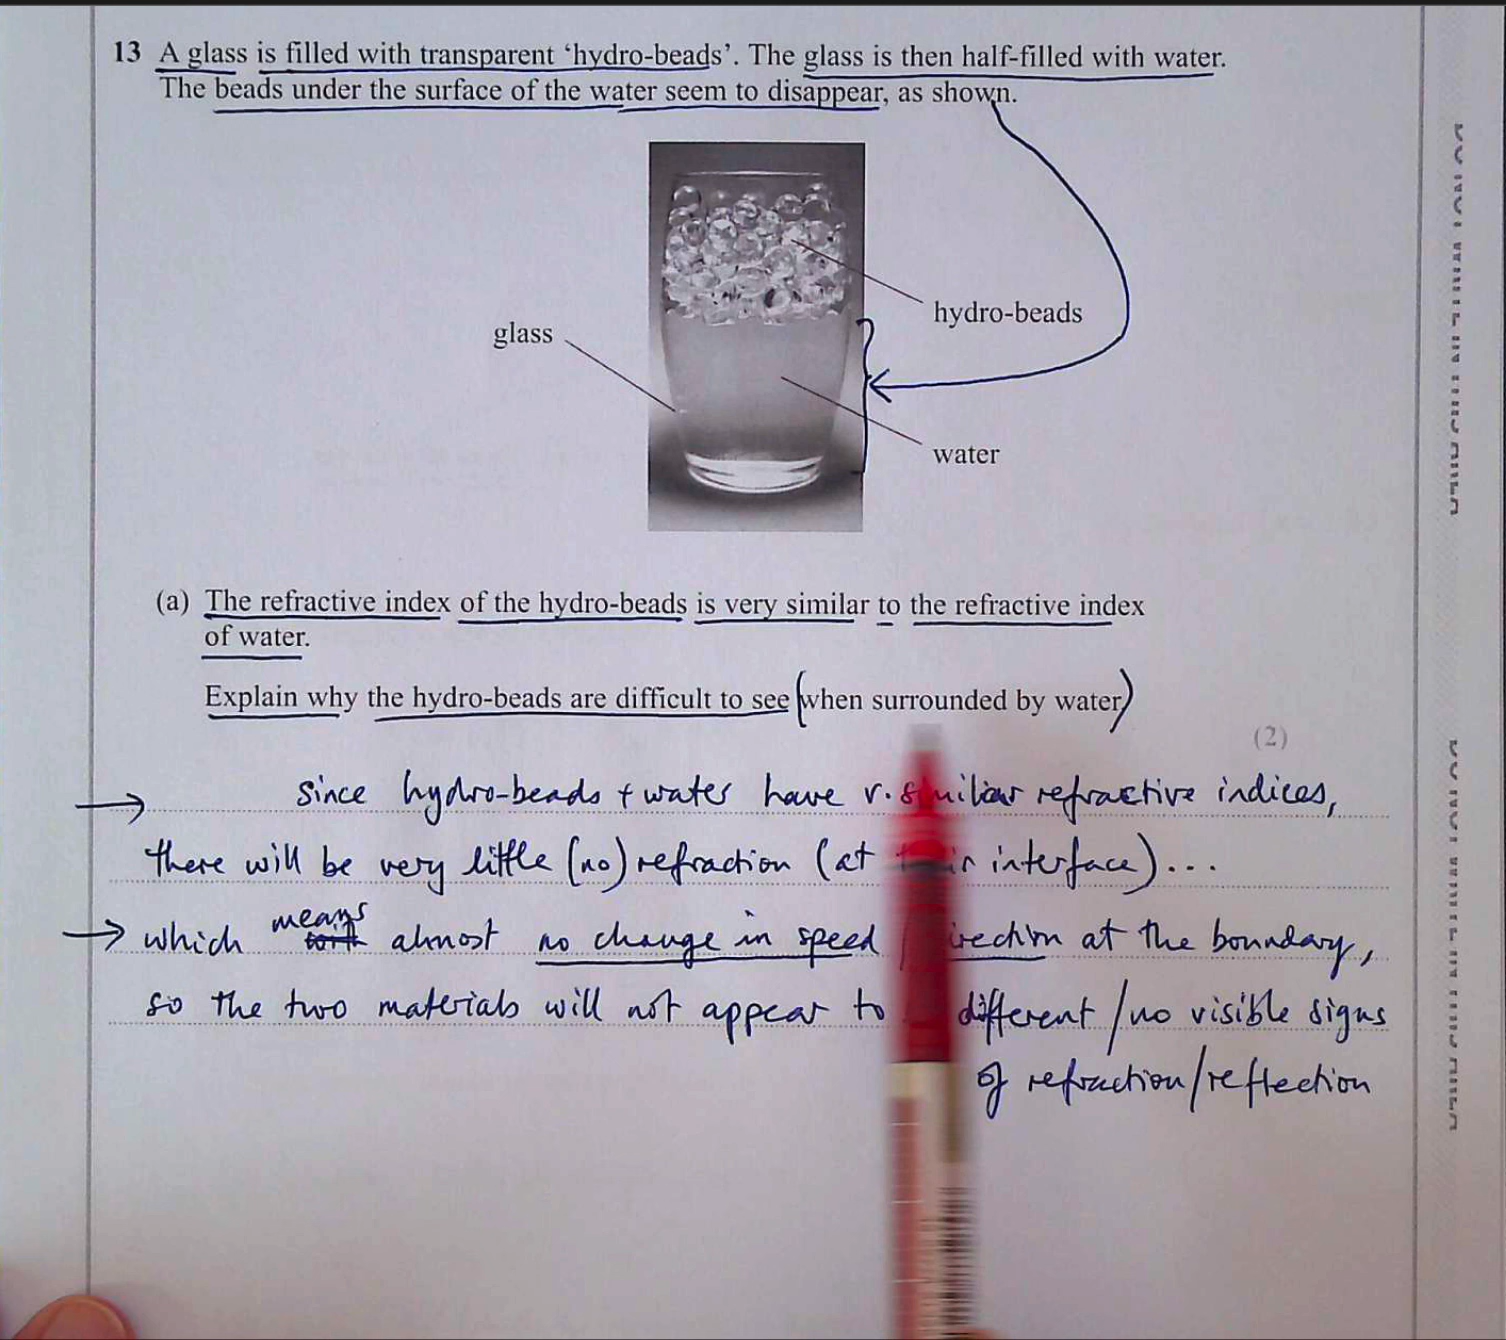 13 A glass is filled with transparent ‘hydro-beads’. The glass is then half-filled with water.
The beads under the surface of the water seem to disappear, as shown.
hydro-beads
glass
water
(a) The refractive index of the hydro-beads is very similar to the refractive index
of water.
Explain why the hydro-beads are difficult to see (when surrounded by water)
(2)
→ since hydro-beads + water have v. refractive indices,
there will be very little (no) refraction (at interface)...
→ which means almost no change in speed / at the boundary,
so the two materials will not appear to different / no visible signs
of refraction/reflection